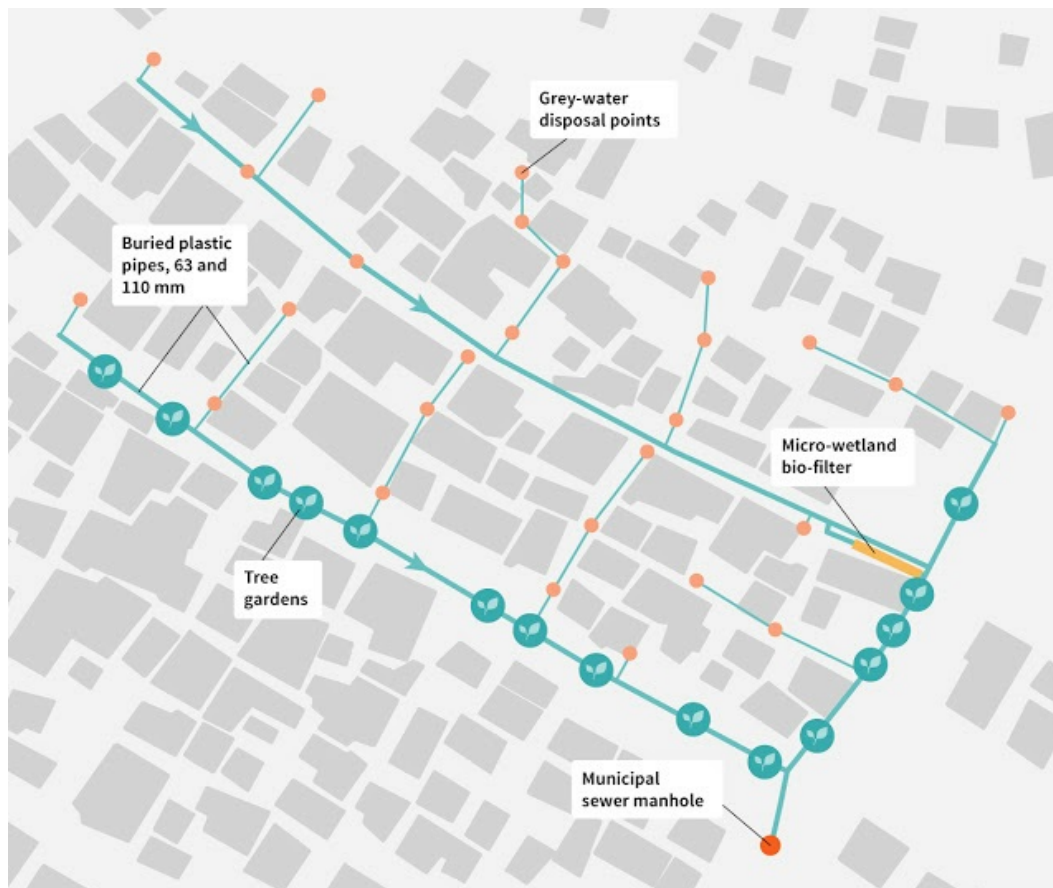 Grey-water
disposal points
Buried plastic
pipes, 63 and
110 mm
Micro-wetland
bio-filter
Tree
gardens
Municipal
sewer manhole